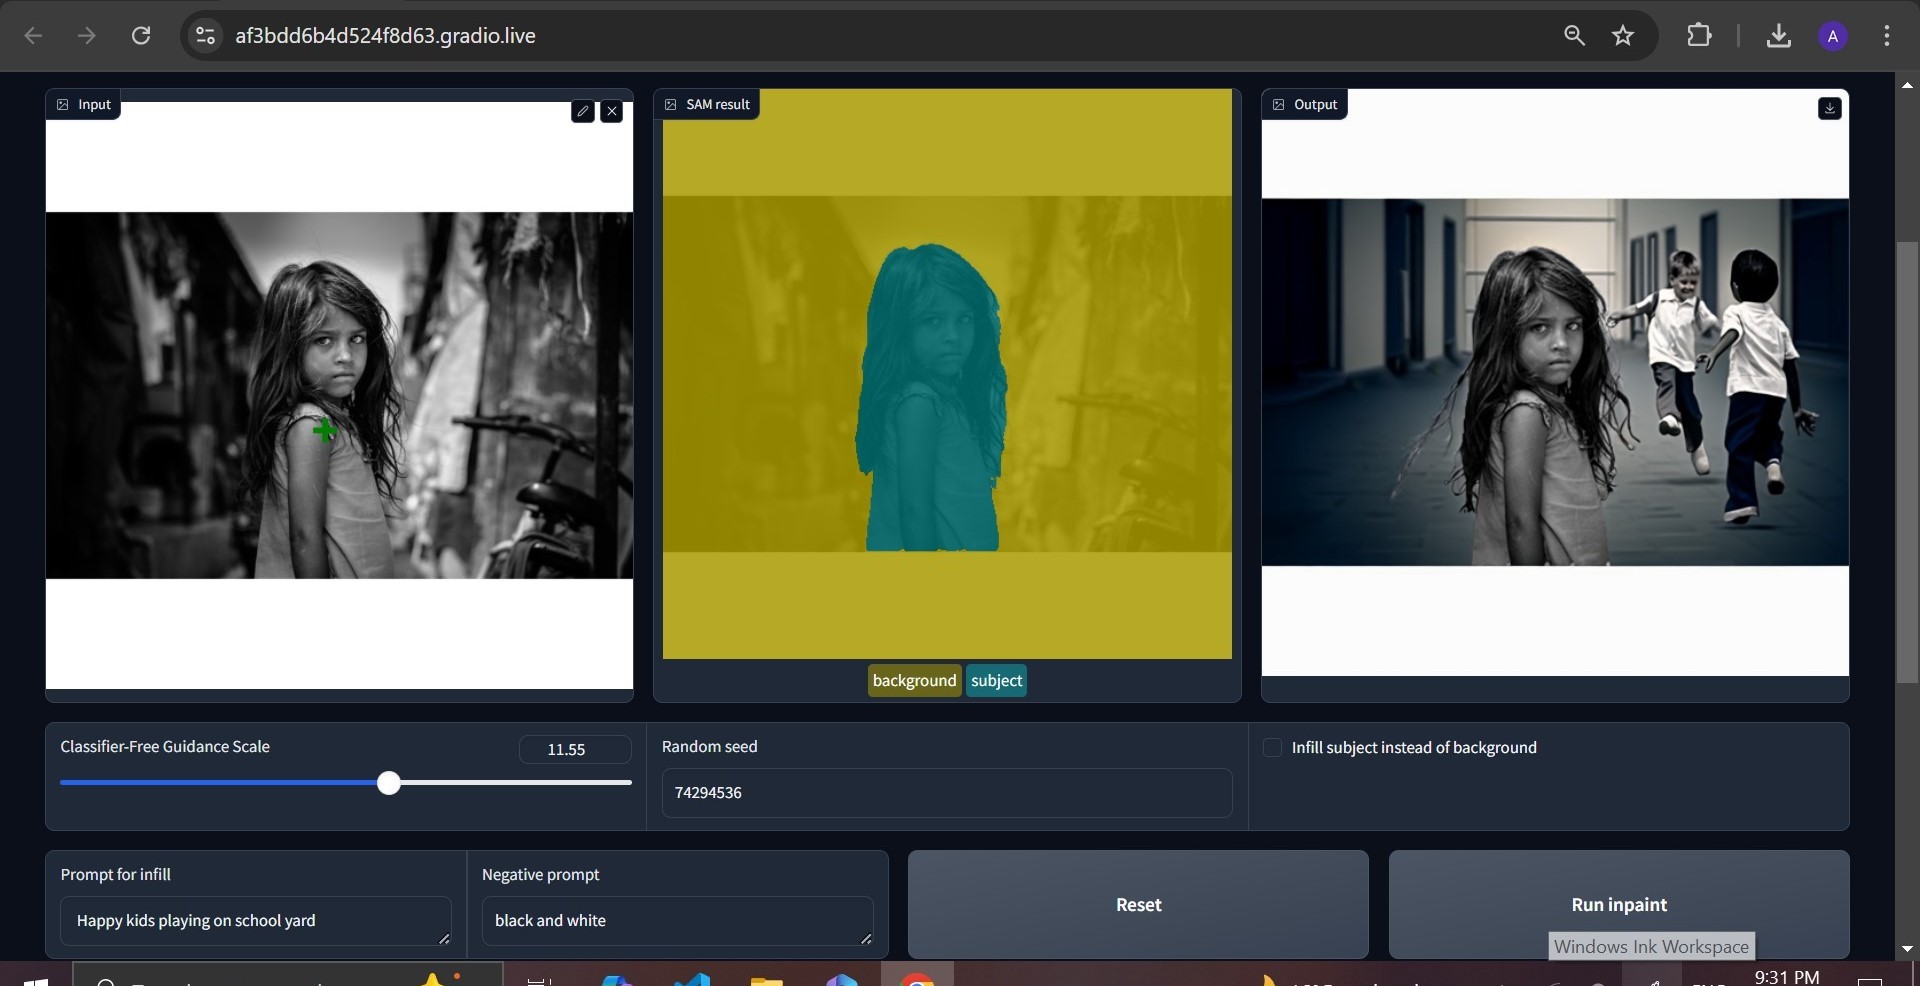 af3bdd6b4d524f8d63.gradio.live
A
Input
SAM result
Output
background subject
Classifier-Free Guidance Scale
11.55
Random seed
74294536
Infill subject instead of background
Prompt for infill
Happy kids playing on school yard
Negative prompt
black and white
Reset
Run inpaint
Windows Ink Workspace
9:31 PM